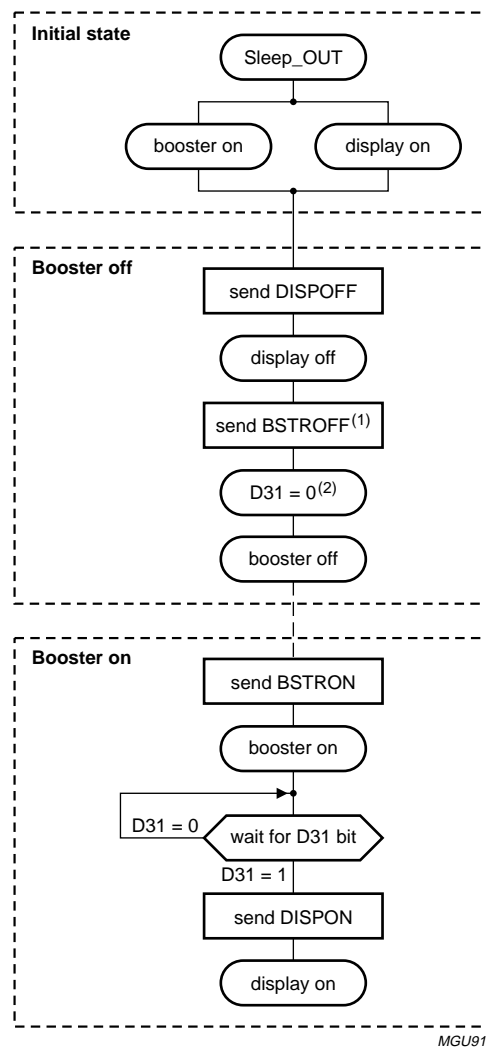 Initial state
Sleep_OUT
booster on
display on
Booster off
send DISPOFF
display off
send BSTROFF(1)
D31 = 0(2)
booster off
Booster on
send BSTRON
booster on
D31 = 0
wait for D31 bit
D31 = 1
send DISPON
display on
MGU91